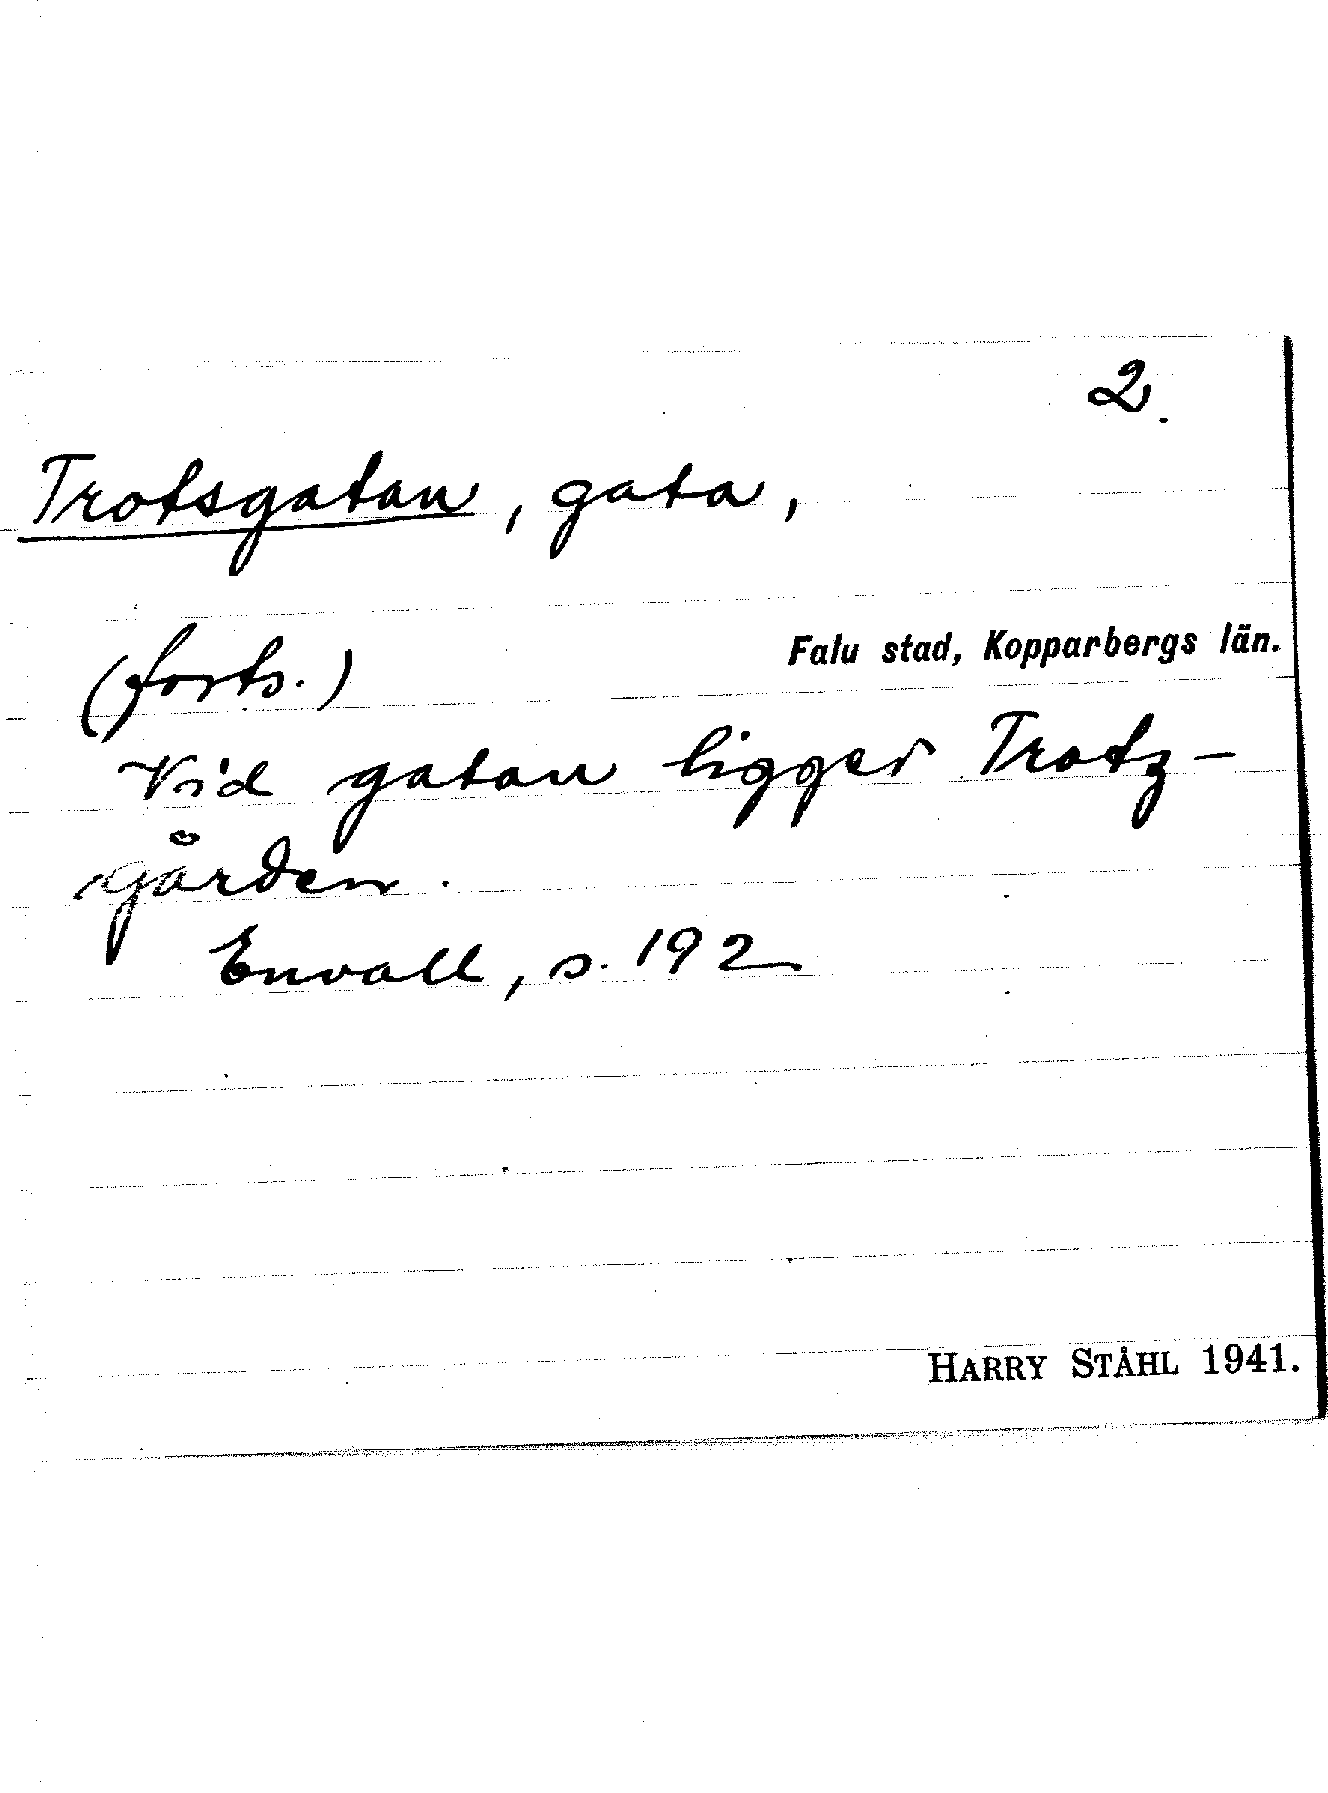 2.
Trotsgatan, gata,
Falu stad, Kopparbergs län.
(forts.)
Vid gatan ligger Trotz-
gården.
Envall, s. 192
HARRY STÅHL 1941.